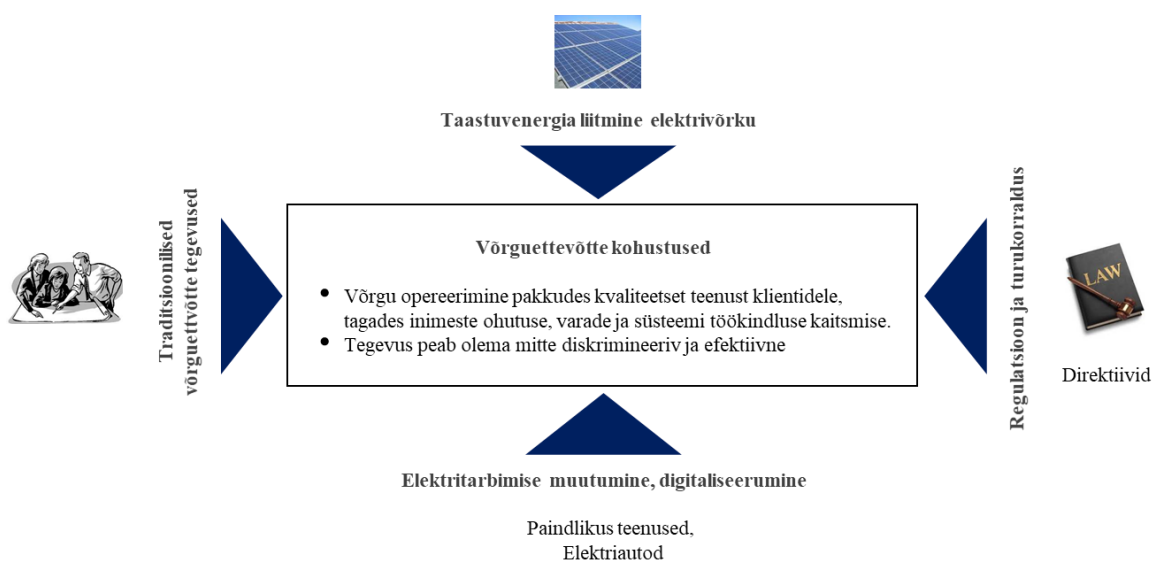 Taastuvenergia liitmine elektrivõrku
Traditsioonilised
võrguettvõtte tegevused
Võrguettevõtte kohustused
• Võrgu opereerimine pakkudes kvaliteetset teenust klientidele,
tagades inimeste ohutuse, varade ja süsteemi töökindluse kaitsmise.
• Tegevus peab olema mitte diskrimineeriv ja efektiivne
Regulatsioon ja turukorraldus
LAW
Direktiivid
Elektritarbimise muutumine, digitaliseerumine
Paindlikus teenused,
Elektriautod